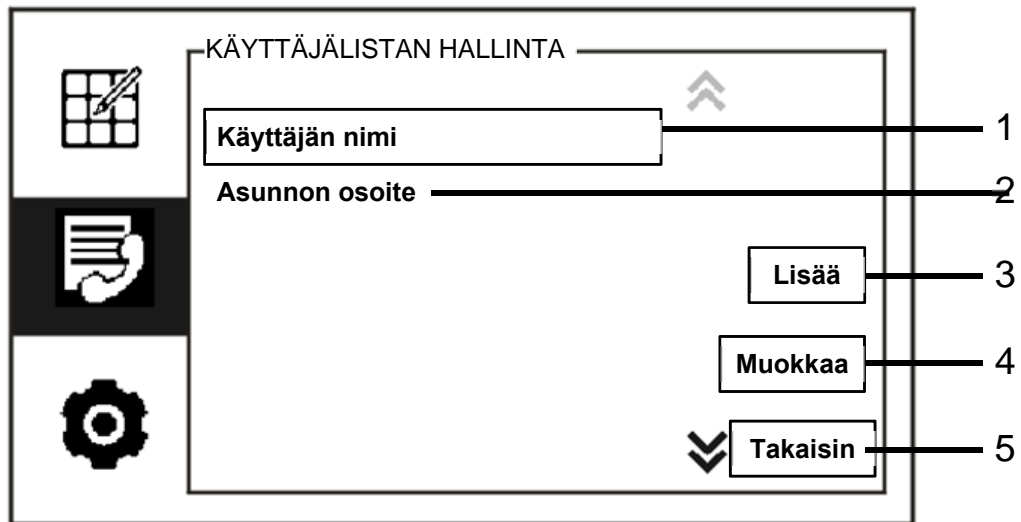 KÄYTTÄJÄLISTAN HALLINTA
Käyttäjän nimi
1
Asunnon osoite
2
Lisää
3
Muokkaa
4
Takaisin
5